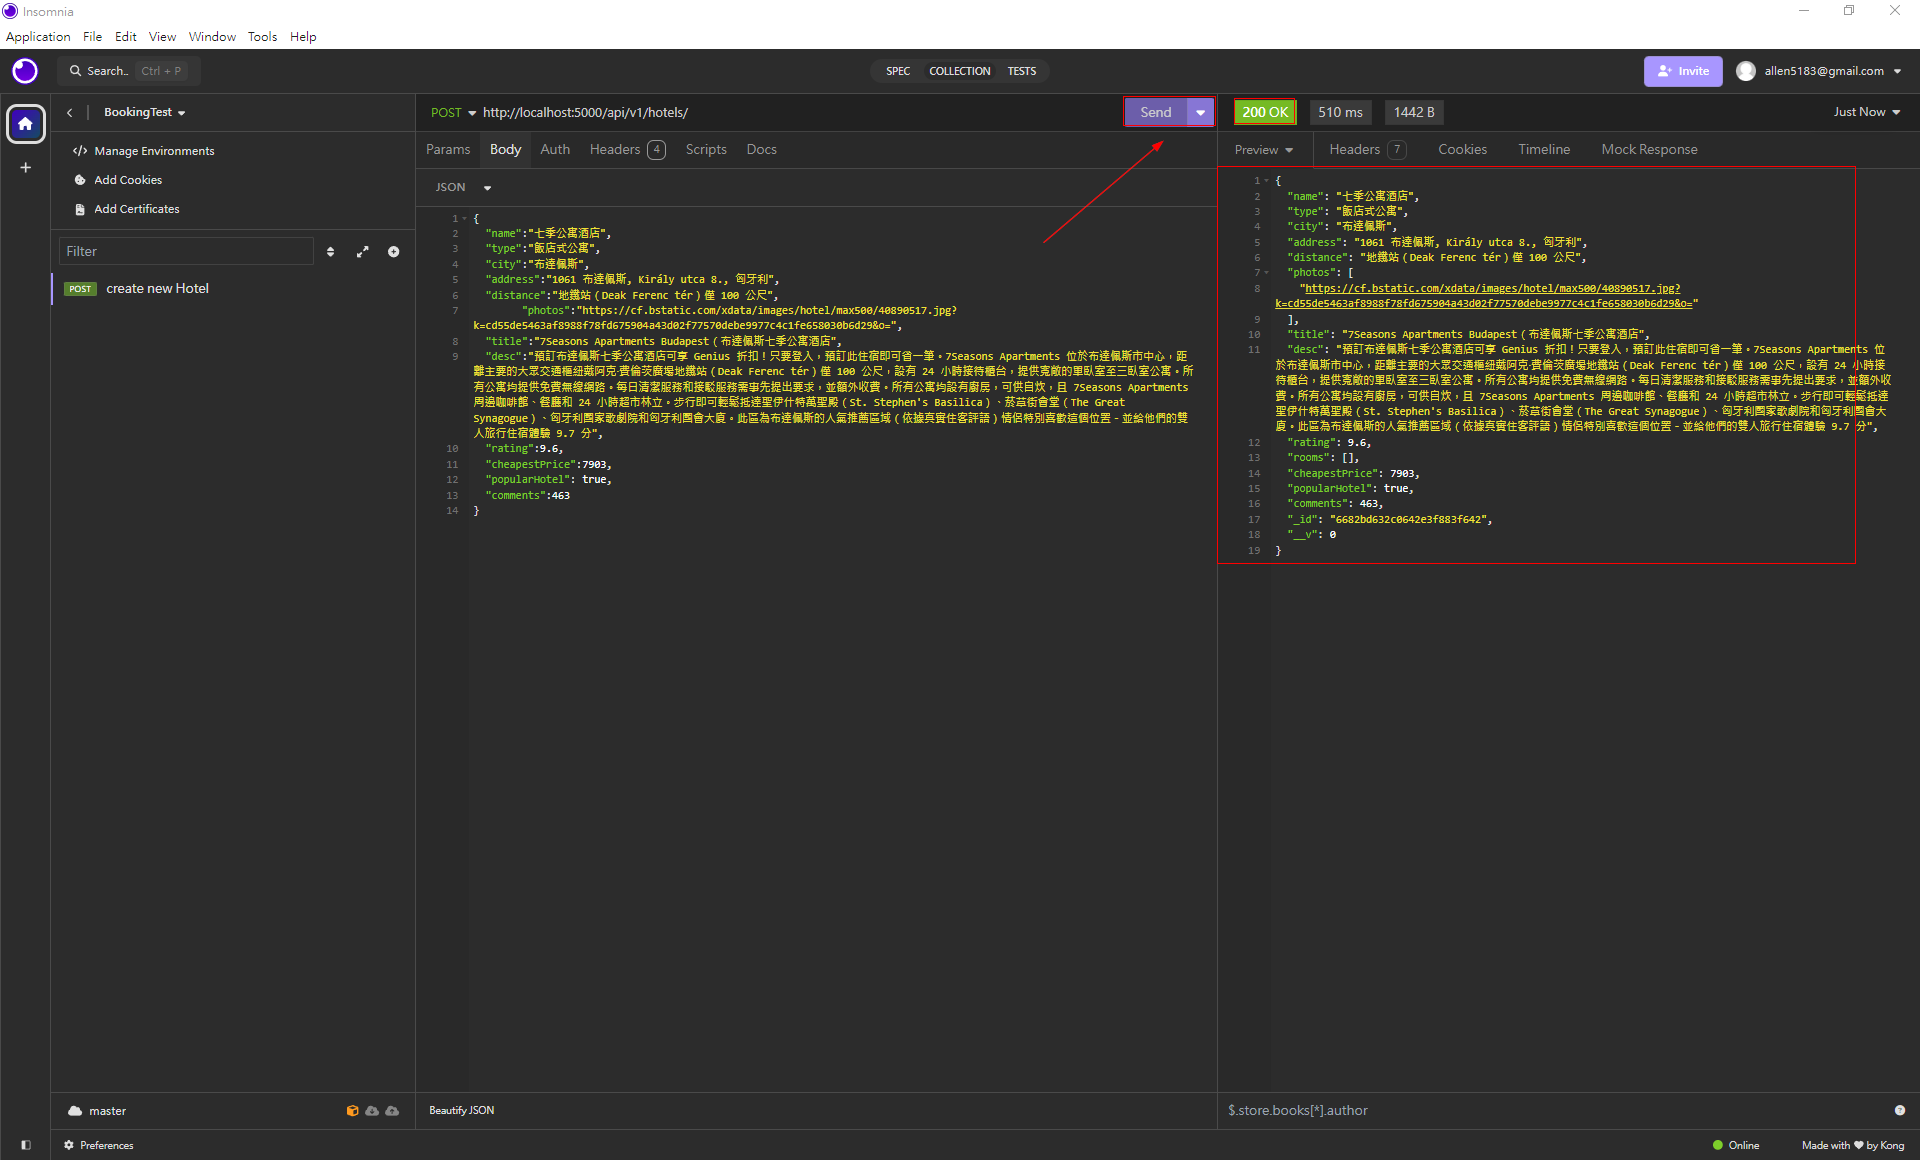 Insomnia
Application File Edit View Window Tools Help
Search.. Ctrl + P
SPEC COLLECTION TESTS
Invite
allen5183@gmail.com
BookingTest
Manage Environments
Add Cookies
Add Certificates
Filter
POST create new Hotel
master
Preferences
POST http://localhost:5000/api/v1/hotels/
Send
Params Body Auth Headers 4 Scripts Docs
JSON
1 {
2 "name":"七季公寓酒店",
3 "type":"飯店式公寓",
4 "city":"布達佩斯",
5 "address":"1061 布達佩斯, Király utca 8., 匈牙利",
6 "distance":"地鐵站（Deak Ferenc tér）僅 100 公尺",
7 "photos":"https://cf.bstatic.com/xdata/images/hotel/max500/40890517.jpg?
k=cd55de5463af8988f78fd675904a43d02f77570debe9977c4c1fe658030b6d29&o=",
8 "title":"7Seasons Apartments Budapest（布達佩斯七季公寓酒店",
9 "desc":"預訂布達佩斯七季公寓酒店可享 Genius 折扣！只要登入，預訂此住宿即可省一筆。7Seasons Apartments 位於布達佩斯市中心，距
離主要的大眾交通樞紐戴阿克·費倫茨廣場地鐵站（Deak Ferenc tér）僅 100 公尺，設有 24 小時接待櫃台，提供寬敞的單臥室至三臥室公寓。所
有公寓均提供免費無線網路。每日清潔服務和接駁服務需事先提出要求，並額外收費。所有公寓均設有廚房，可供自炊，且 7Seasons Apartments
周邊咖啡館、餐廳和 24 小時超市林立。步行即可輕鬆抵達聖伊什特萬聖殿（St. Stephen's Basilica）、菸草街會堂（The Great
Synagogue）、匈牙利國家歌劇院和匈牙利國會大廈。此區為布達佩斯的人氣推薦區域（依據真實住客評語）情侶特別喜歡這個位置－並給他們的雙
人旅行住宿體驗 9.7 分",
10 "rating":9.6,
11 "cheapestPrice":7903,
12 "popularHotel": true,
13 "comments":463
14 }
Beautify JSON
200 OK 510 ms 1442 B Just Now
Preview Headers 7 Cookies Timeline Mock Response
1 {
2 "name": "七季公寓酒店",
3 "type": "飯店式公寓",
4 "city": "布達佩斯",
5 "address": "1061 布達佩斯, Király utca 8., 匈牙利",
6 "distance": "地鐵站（Deak Ferenc tér）僅 100 公尺",
7 "photos": [
8 "https://cf.bstatic.com/xdata/images/hotel/max500/40890517.jpg?
k=cd55de5463af8988f78fd675904a43d02f77570debe9977c4c1fe658030b6d29&o="
9 ],
10 "title": "7Seasons Apartments Budapest（布達佩斯七季公寓酒店",
11 "desc": "預訂布達佩斯七季公寓酒店可享 Genius 折扣！只要登入，預訂此住宿即可省一筆。7Seasons Apartments 位
於布達佩斯市中心，距離主要的大眾交通樞紐戴阿克·費倫茨廣場地鐵站（Deak Ferenc tér）僅 100 公尺，設有 24 小時接
待櫃台，提供寬敞的單臥室至三臥室公寓。所有公寓均提供免費無線網路。每日清潔服務和接駁服務需事先提出要求，並額外收
費。所有公寓均設有廚房，可供自炊，且 7Seasons Apartments 周邊咖啡館、餐廳和 24 小時超市林立。步行即可輕鬆抵達
聖伊什特萬聖殿（St. Stephen's Basilica）、菸草街會堂（The Great Synagogue）、匈牙利國家歌劇院和匈牙利國會大
廈。此區為布達佩斯的人氣推薦區域（依據真實住客評語）情侶特別喜歡這個位置－並給他們的雙人旅行住宿體驗 9.7 分",
12 "rating": 9.6,
13 "rooms": [],
14 "cheapestPrice": 7903,
15 "popularHotel": true,
16 "comments": 463,
17 "_id": "6682bd632c0642e3f883f642",
18 "__v": 0
19 }
$.store.books[*].author
Online
Made with ♥ by Kong